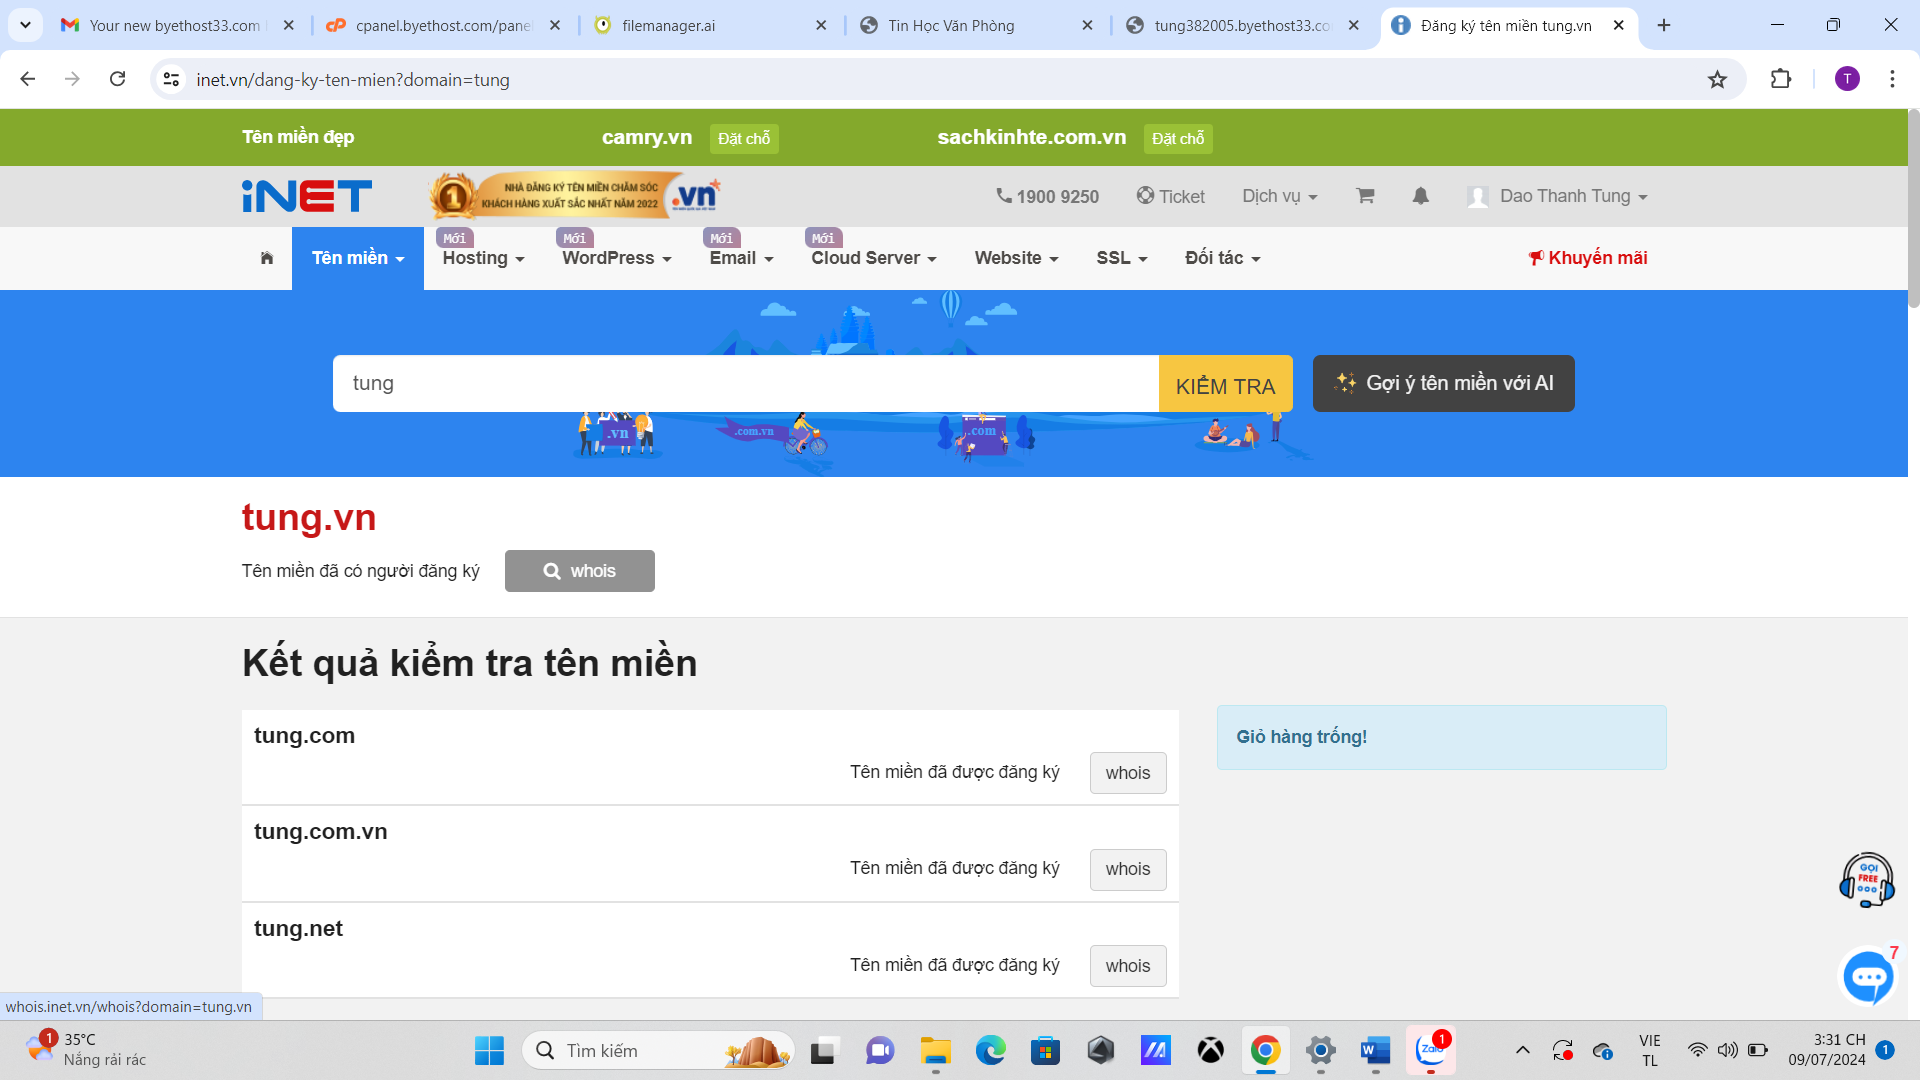 Your new byethost33.com
cpanel.byethost.com/pane
filemanager.ai
Tin Học Văn Phòng
tung382005.byethost33.co
Đăng ký tên miền tung.vn
inet.vn/dang-ky-ten-mien?domain=tung
T
Tên miền đẹp
camry.vn
Đặt chỗ
sachkinhte.com.vn
Đặt chỗ
iNET
1
NHÀ ĐĂNG KÝ TÊN MIỀN CHĂM SÓC
KHÁCH HÀNG XUẤT SẮC NHẤT NĂM 2022
.vn
1900 9250
Ticket
Dịch vụ
Dao Thanh Tung
Tên miền
Mới
Hosting
Mới
WordPress
Mới
Email
Mới
Cloud Server
Website
SSL
Đối tác
Khuyến mãi
tung
KIỂM TRA
Gợi ý tên miền với AI
.vn
.com.vn
.com
tung.vn
Tên miền đã có người đăng ký
whois
Kết quả kiểm tra tên miền
tung.com
Tên miền đã được đăng ký
whois
Giỏ hàng trống!
tung.com.vn
Tên miền đã được đăng ký
whois
tung.net
Tên miền đã được đăng ký
whois
GỌI
FREE
7
whois.inet.vn/whois?domain=tung.vn
1
35°C
Nắng rải rác
Tìm kiếm
W
Zalo
1
VIE
TL
3:31 CH
09/07/2024
1